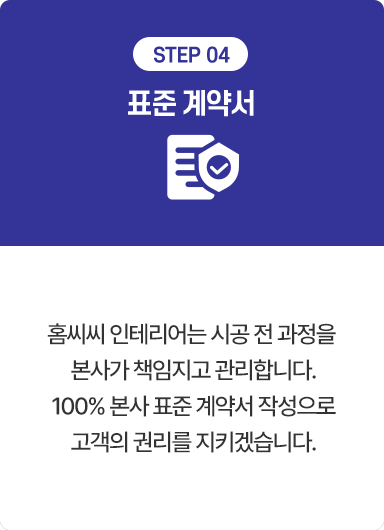 STEP 04
표준 계약서
홈씨씨 인테리어는 시공 전 과정을
본사가 책임지고 관리합니다.
100% 본사 표준 계약서 작성으로
고객의 권리를 지키겠습니다.